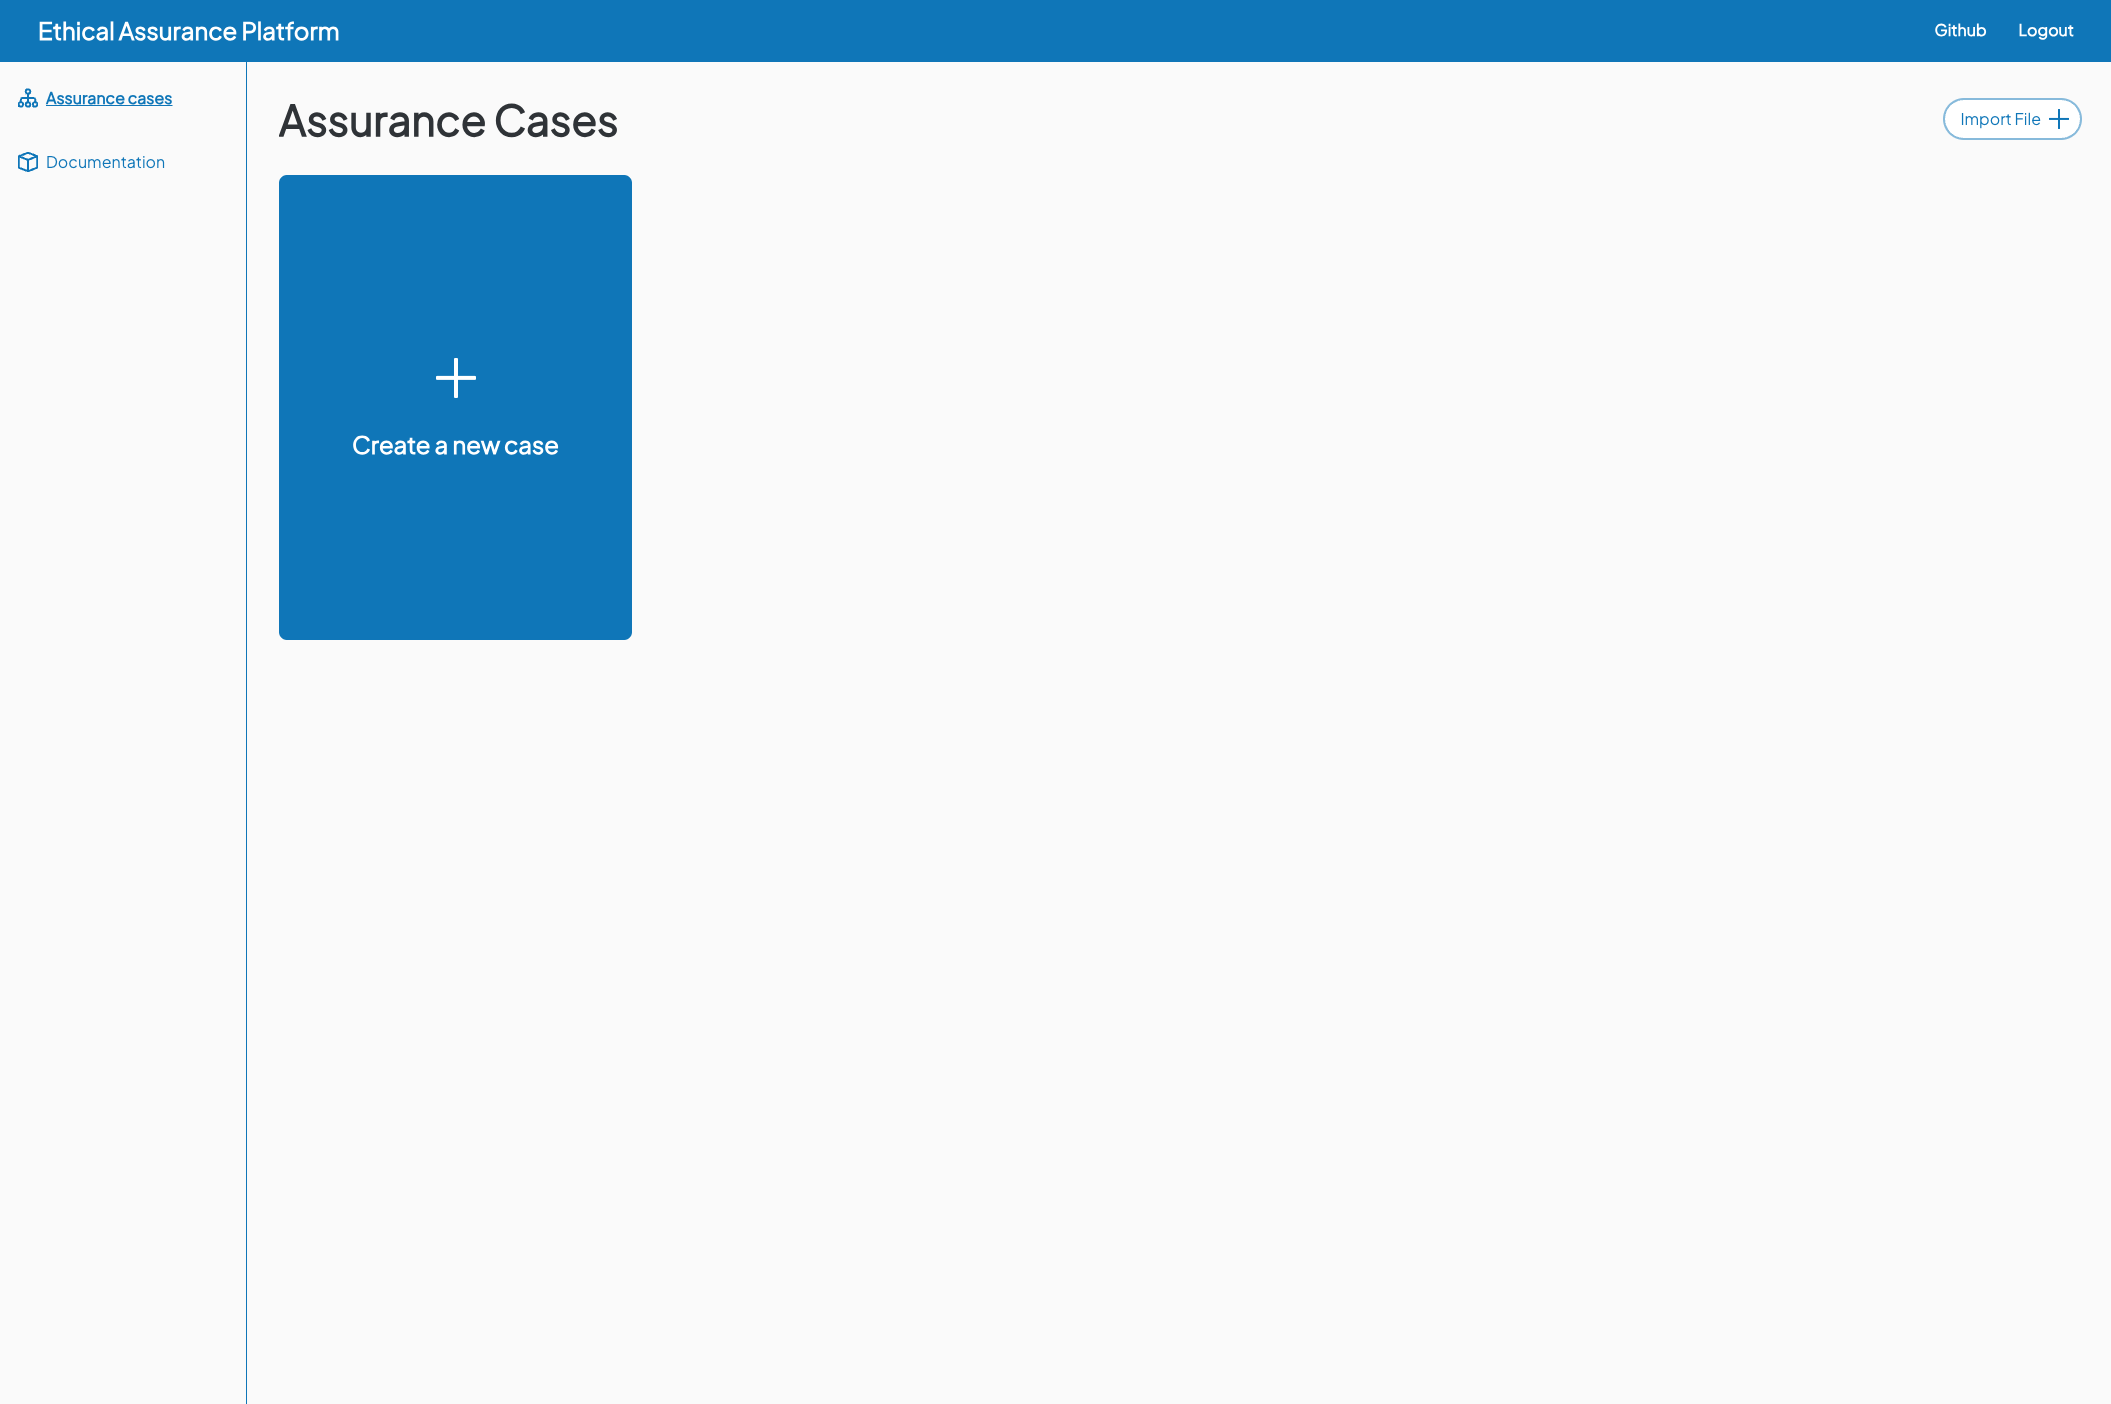 Ethical Assurance Platform
Github
Logout
Assurance cases
Documentation
Assurance Cases
Import File
Create a new case